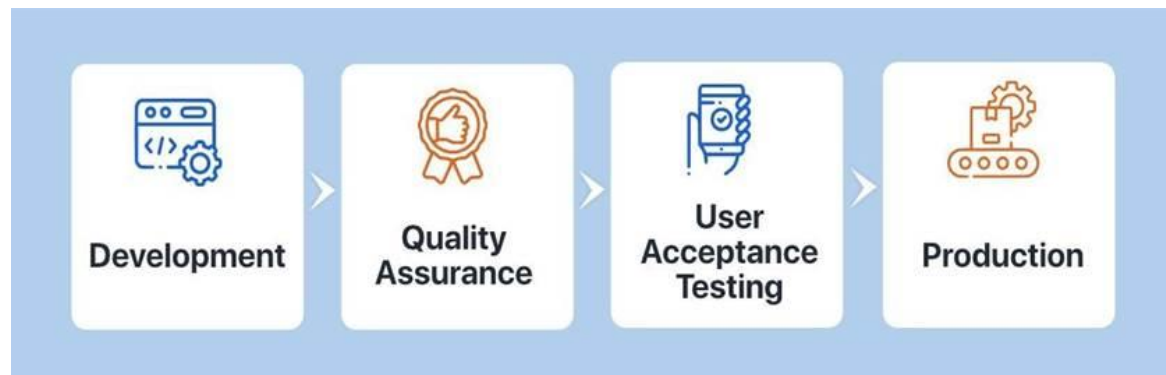 </>
Development
Quality
Assurance
User
Acceptance
Testing
Production